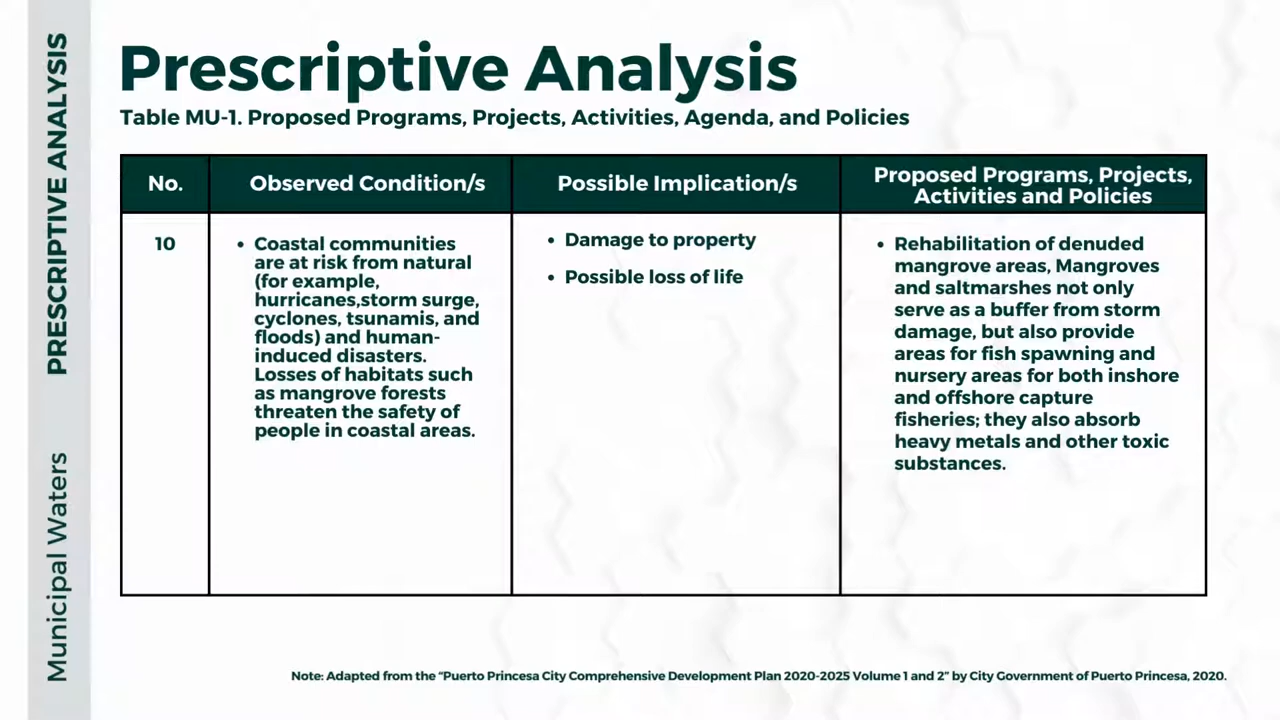 PRESCRIPTIVE ANALYSIS
Municipal Waters
Prescriptive Analysis
Table MU-1. Proposed Programs, Projects, Activities, Agenda, and Policies
No.
Observed Condition/s
Possible Implication/s
Proposed Programs, Projects,
Activities and Policies
10
• Coastal communities
are at risk from natural
(for example,
hurricanes,storm surge,
cyclones, tsunamis, and
floods) and human-
induced disasters.
Losses of habitats such
as mangrove forests
threaten the safety of
people in coastal areas.
• Damage to property
• Possible loss of life
• Rehabilitation of denuded
mangrove areas, Mangroves
and saltmarshes not only
serve as a buffer from storm
damage, but also provide
areas for fish spawning and
nursery areas for both inshore
and offshore capture
fisheries; they also absorb
heavy metals and other toxic
substances.
Note: Adapted from the "Puerto Princesa City Comprehensive Development Plan 2020-2025 Volume 1 and 2" by City Government of Puerto Princesa, 2020.